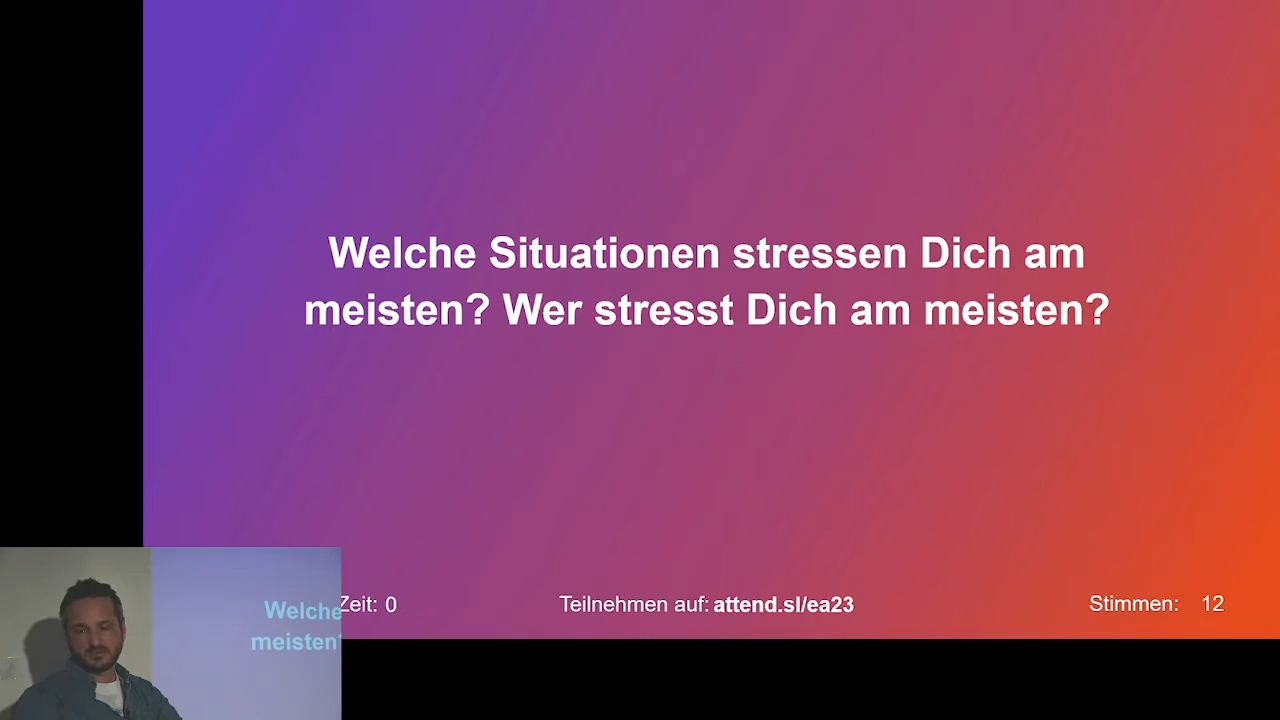 Welche Situationen stressen Dich am
meisten? Wer stresst Dich am meisten?
Zeit: 0
Teilnehmen auf: attend.sl/ea23
Stimmen: 12
Welche
meisten?